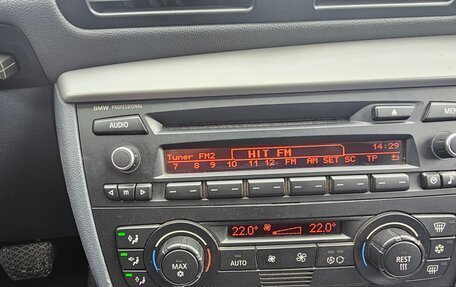 BMW PROFESSIONAL
AUDIO
MEN
Tuner FM2 HIT FM 14:29
7 8 9 10 11 12 FM AM SET SC TP
m
22.0° 22.0°
MAX
AUTO
REST